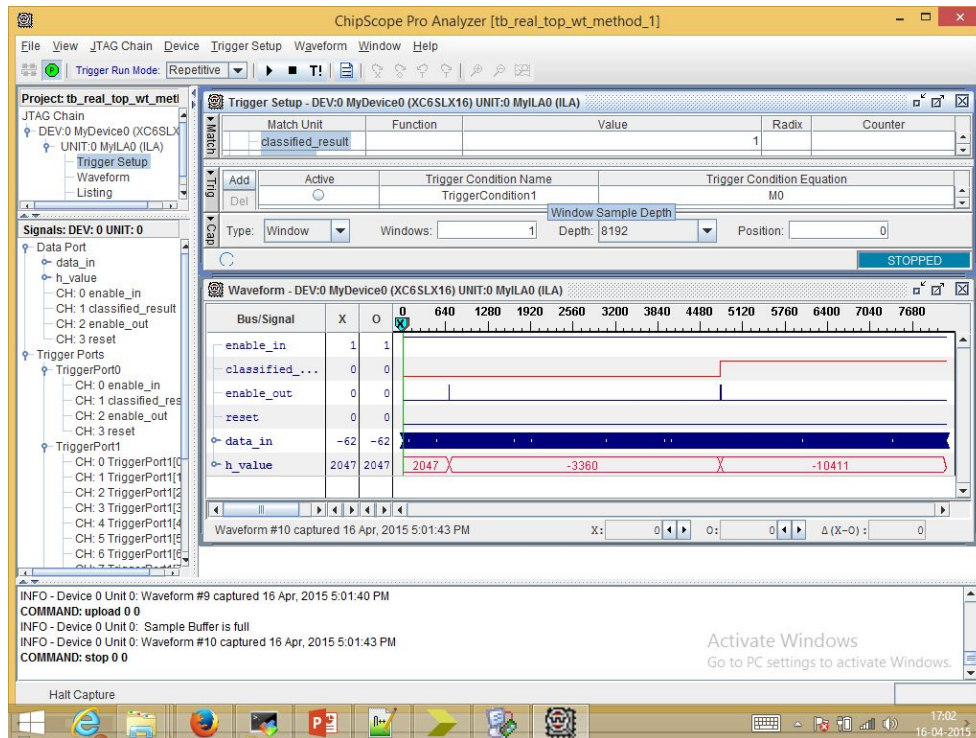 ChipScope Pro Analyzer [tb_real_top_wt_method_1]
File View JTAG Chain Device Trigger Setup Waveform Window Help
Trigger Run Mode: Repetitive T!
Project: tb_real_top_wt_metl
JTAG Chain
DEV:0 MyDevice0 (XC6SLX
UNIT:0 MyILA0 (ILA)
Trigger Setup
Waveform
Listing
Signals: DEV: 0 UNIT: 0
Data Port
data_in
h_value
CH: 0 enable_in
CH: 1 classified_result
CH: 2 enable_out
CH: 3 reset
Trigger Ports
TriggerPort0
CH: 0 enable_in
CH: 1 classified_res
CH: 2 enable_out
CH: 3 reset
TriggerPort1
CH: 0 TriggerPort1[0
CH: 1 TriggerPort1[1
CH: 2 TriggerPort1[2
CH: 3 TriggerPort1[3
CH: 4 TriggerPort1[4
CH: 5 TriggerPort1[5
CH: 6 TriggerPort1[6
Trigger Setup - DEV:0 MyDevice0 (XC6SLX16) UNIT:0 MyILA0 (ILA)
Match
Match Unit Function Value Radix Counter
classified_result 1
Trig
Add Active Trigger Condition Name Trigger Condition Equation
Del TriggerCondition1 M0
Window Sample Depth
Cap
Type: Window Windows: 1 Depth: 8192 Position: 0
STOPPED
Waveform - DEV:0 MyDevice0 (XC6SLX16) UNIT:0 MyILA0 (ILA)
Bus/Signal X O 0 640 1280 1920 2560 3200 3840 4480 5120 5760 6400 7040 7680
enable_in 1 1
classified_... 0 0
enable_out 0 0
reset 0 0
data_in -62 -62
h_value 2047 2047 2047 -3360 -10411
Waveform #10 captured 16 Apr, 2015 5:01:43 PM X: 0 O: 0 Δ (X-O) : 0
INFO - Device 0 Unit 0: Waveform #9 captured 16 Apr, 2015 5:01:40 PM
COMMAND: upload 0 0
INFO - Device 0 Unit 0: Sample Buffer is full
INFO - Device 0 Unit 0: Waveform #10 captured 16 Apr, 2015 5:01:43 PM
COMMAND: stop 0 0
Activate Windows
Go to PC settings to activate Windows.
Halt Capture
17:02
16-04-2015